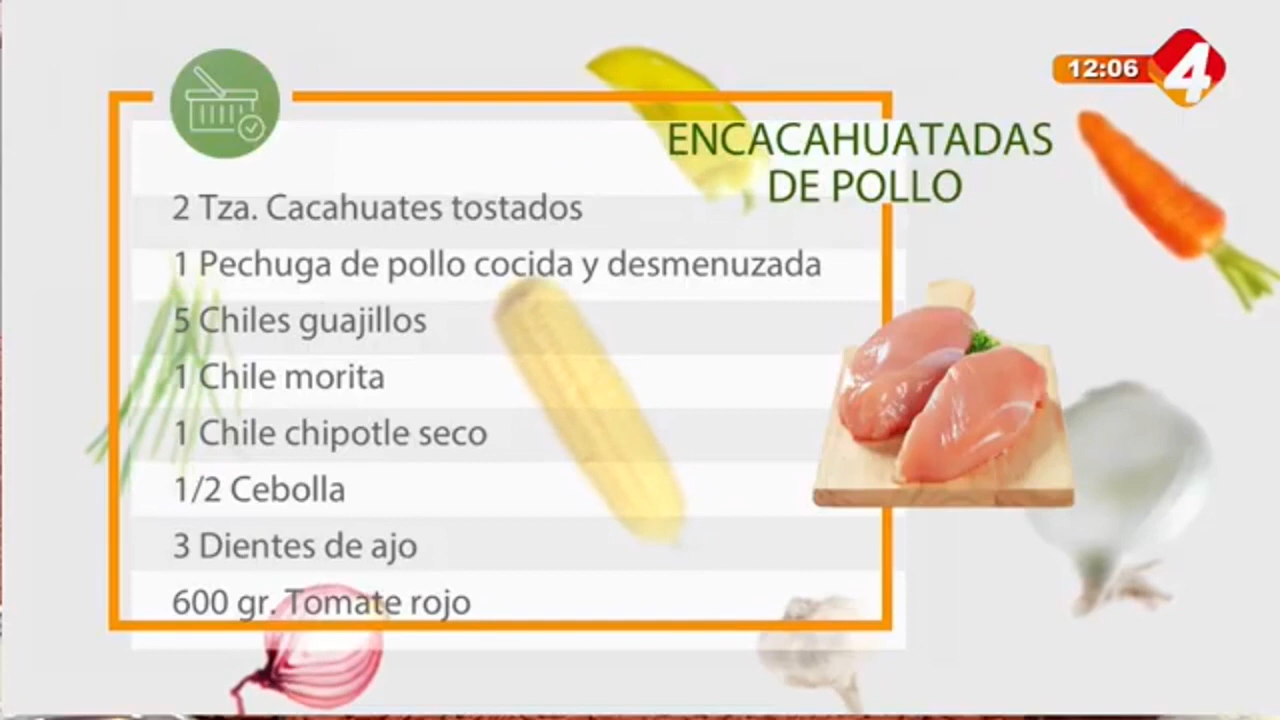 12:06
4
ENCACAHUATADAS
DE POLLO
2 Tza. Cacahuates tostados
1 Pechuga de pollo cocida y desmenuzada
5 Chiles guajillos
1 Chile morita
1 Chile chipotle seco
1/2 Cebolla
3 Dientes de ajo
600 gr. Tomate rojo